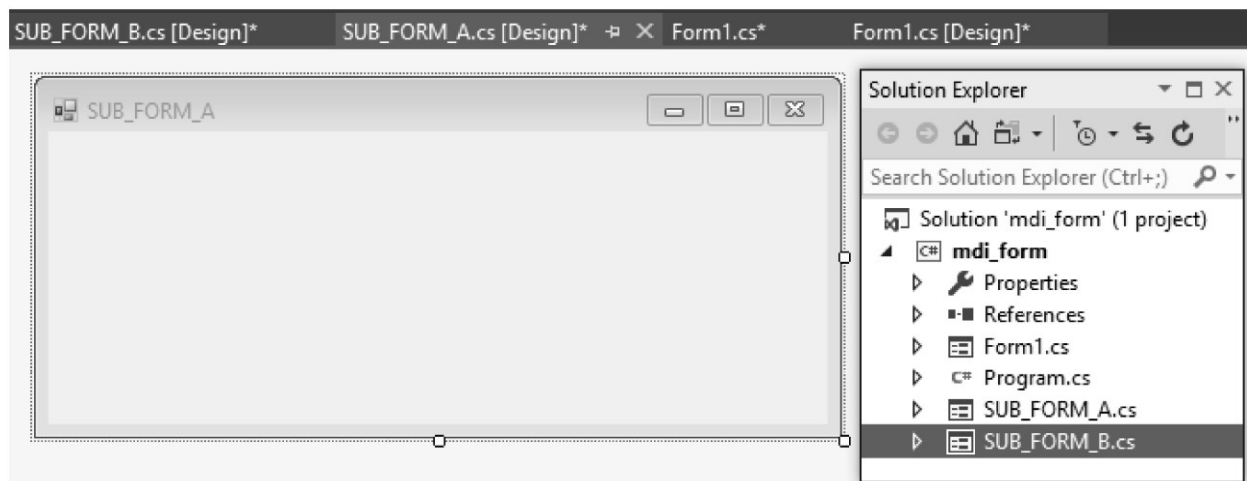 SUB_FORM_B.cs [Design]*
SUB_FORM_A.cs [Design]*
Form1.cs*
Form1.cs [Design]*
SUB_FORM_A
Solution Explorer
Search Solution Explorer (Ctrl+;)
Solution 'mdi_form' (1 project)
C# mdi_form
Properties
References
Form1.cs
C# Program.cs
SUB_FORM_A.cs
SUB_FORM_B.cs